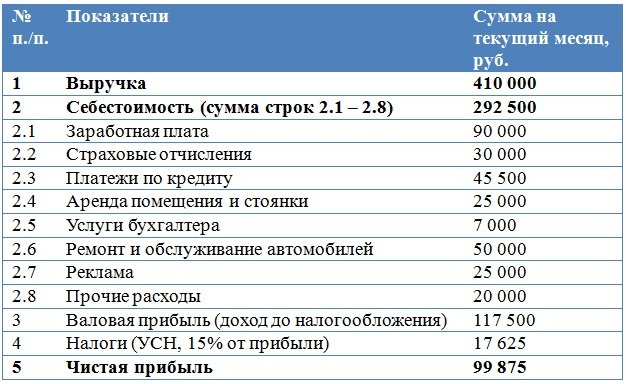 № п./п. Показатели Сумма на текущий месяц, руб.
1 Выручка 410 000
2 Себестоимость (сумма строк 2.1 – 2.8) 292 500
2.1 Заработная плата 90 000
2.2 Страховые отчисления 30 000
2.3 Платежи по кредиту 45 500
2.4 Аренда помещения и стоянки 25 000
2.5 Услуги бухгалтера 7 000
2.6 Ремонт и обслуживание автомобилей 50 000
2.7 Реклама 25 000
2.8 Прочие расходы 20 000
3 Валовая прибыль (доход до налогообложения) 117 500
4 Налоги (УСН, 15% от прибыли) 17 625
5 Чистая прибыль 99 875